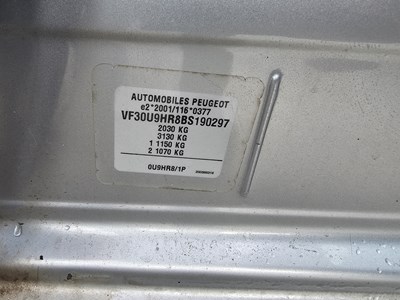 AUTOMOBILES PEUGEOT
e2*2001/116*0377
VF30U9HR8BS190297
2030 KG
3130 KG
1 1150 KG
2 1070 KG
0U9HR8/1P